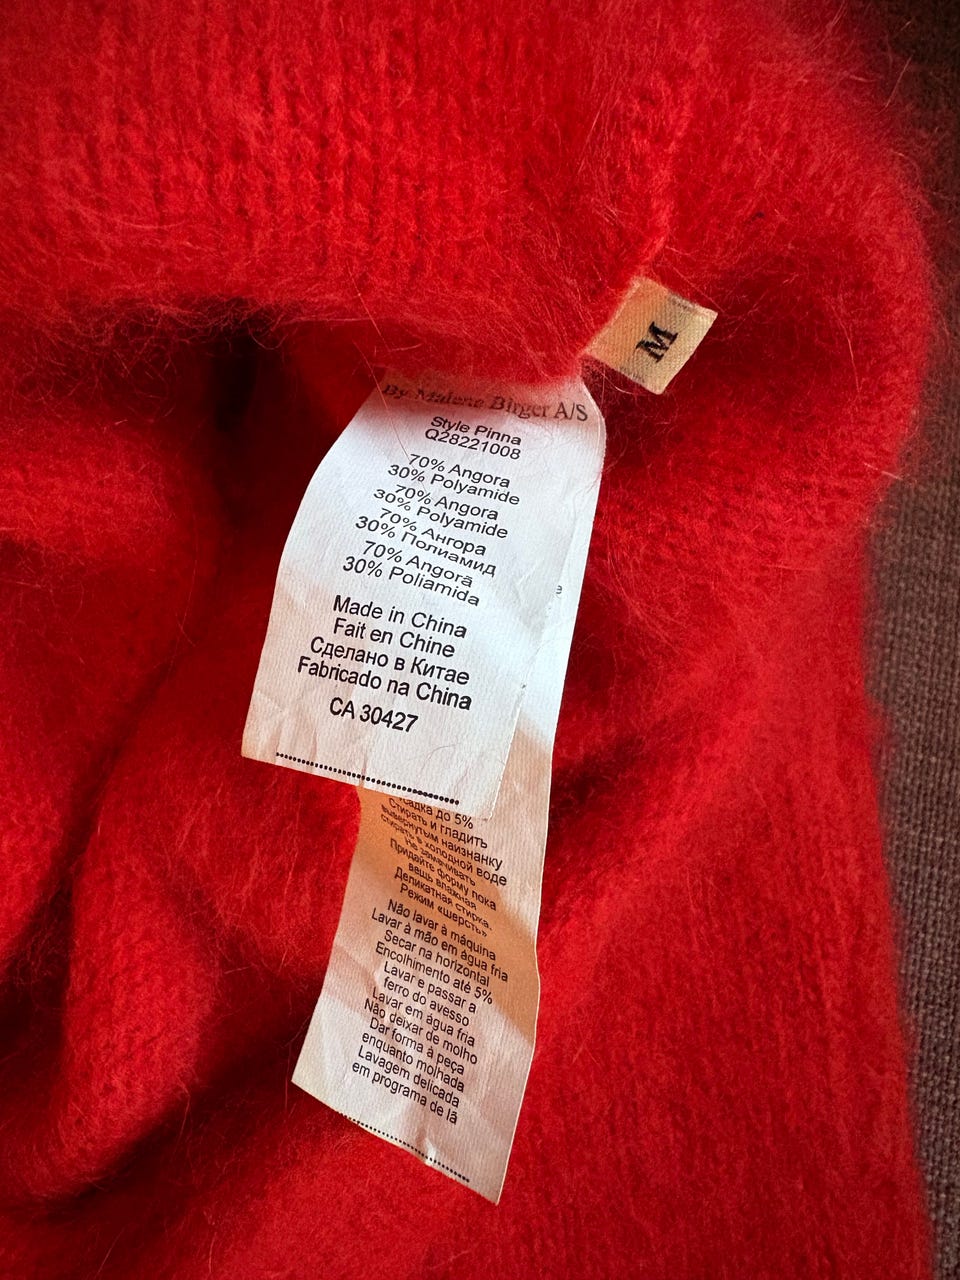 M
By Malene Birger A/S
Style Pinna
Q28221008
70% Angora
30% Polyamide
70% Angora
30% Polyamide
70% Ангора
30% Полиамид
70% Angorã
30% Poliamida
Made in China
Fait en Chine
Сделано в Китае
Fabricado na China
CA 30427
e
до 5%
Стирать и гладить
вывернутым наизнанку
стирать в холодной воде
Не замачивать
Придайте форму пока
вещь влажная
Деликатная стирка.
Режим «шерсть»
Não lavar à máquina
Lavar à mão em água fria
Secar na horizontal
Encolhimento até 5%
Lavar e passar a
ferro do avesso
Lavar em água fria
Não deixar de molho
Dar forma à peça
enquanto molhada
Lavagem delicada
em programa de lã